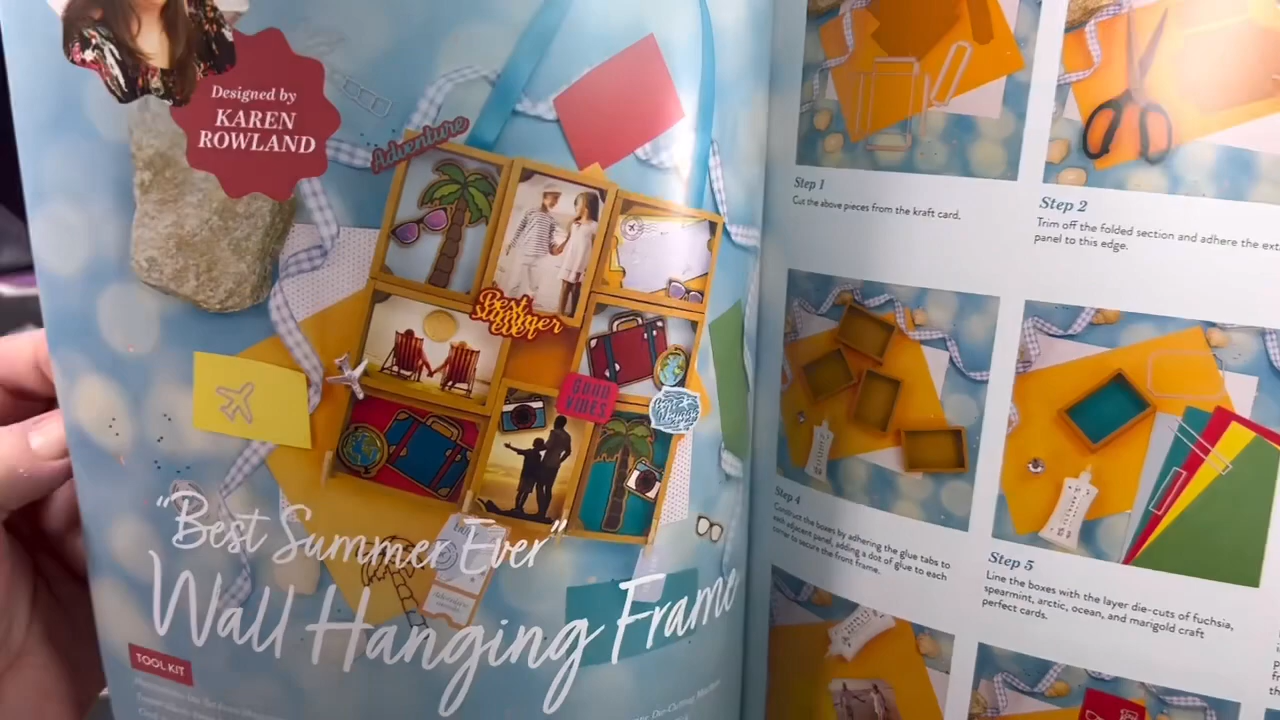 Designed by
KAREN
ROWLAND
Adventure
Best
summer
ever
GOOD
VIBES
Bon
Voyage
"Best Summer Ever"
Wall Hanging Frame
TOOL KIT
Step 1
Cut the above pieces from the kraft card.
Step 2
Trim off the folded section and adhere the
panel to this edge.
Step 4
Construct the boxes by adhering the glue tabs to
each adjacent panel, adding a dot of glue to each
corner to secure the front frame.
Step 5
Line the boxes with the layer die-cuts of fuchsia,
spearmint, arctic, ocean, and marigold craft
perfect cards.